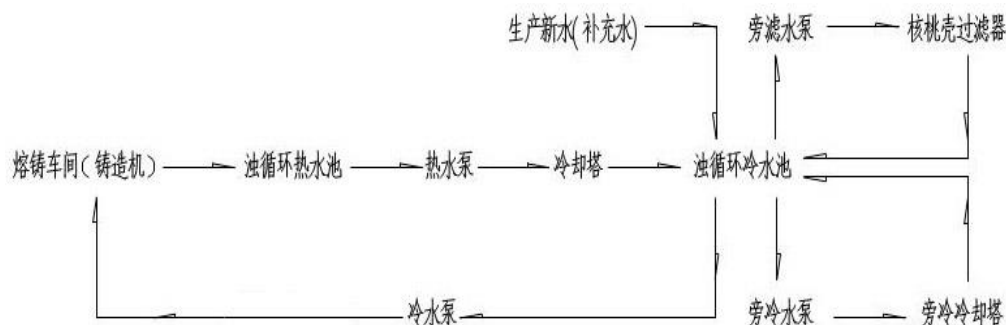 生产新水(补充水)
旁滤水泵
核桃壳过滤器
熔铸车间(铸造机)
浊循环热水池
热水泵
冷却塔
浊循环冷水池
冷水泵
旁冷水泵
旁冷冷却塔